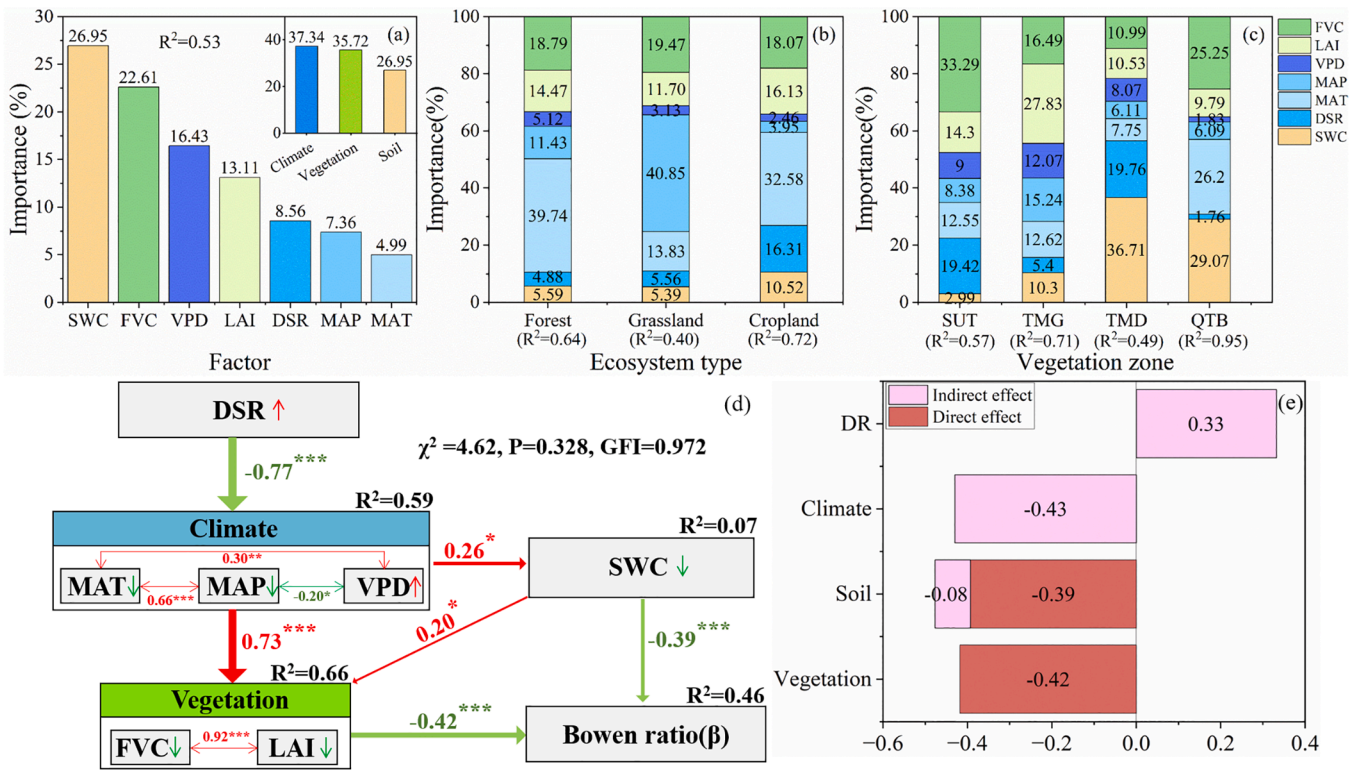 (a)
R²=0.53
Importance (%)
30
25
20
15
10
5
0
26.95
22.61
16.43
13.11
8.56
7.36
4.99
SWC FVC VPD LAI DSR MAP MAT
Factor
40
20
0
37.34 35.72 26.95
Climate
Vegetation
Soil
(b)
Importance(%)
100
80
60
40
20
0
18.79 19.47 18.07
14.47 11.70 16.13
5.12 3.13 2.46
11.43 40.85 3.95
39.74 13.83 32.58
4.88 5.56 16.31
5.59 5.39 10.52
Forest Grassland Cropland
(R²=0.64) (R²=0.40) (R²=0.72)
Ecosystem type
(c)
Importance(%)
100
80
60
40
20
0
33.29 16.49 10.99 25.25
14.3 27.83 10.53 9.79
9 12.07 8.07 1.83
8.38 15.24 6.11 6.09
12.55 12.62 7.75 26.2
19.42 5.4 19.76 1.76
2.99 10.3 36.71 29.07
SUT TMG TMD QTB
(R²=0.57) (R²=0.71) (R²=0.49) (R²=0.95)
Vegetation zone
FVC
LAI
VPD
MAP
MAT
DSR
SWC
(d)
DSR ↑
χ² =4.62, P=0.328, GFI=0.972
-0.77***
R²=0.59
Climate
0.30**
MAT↓ MAP↓ VPD↑
0.66*** -0.20*
0.26*
R²=0.07
SWC ↓
0.73***
0.20*
-0.39***
R²=0.66
Vegetation
FVC↓ 0.92*** LAI↓
-0.42***
R²=0.46
Bowen ratio(β)
(e)
Indirect effect
Direct effect
DR
0.33
Climate
-0.43
Soil
-0.08 -0.39
Vegetation
-0.42
−0.6 −0.4 −0.2 0.0 0.2 0.4